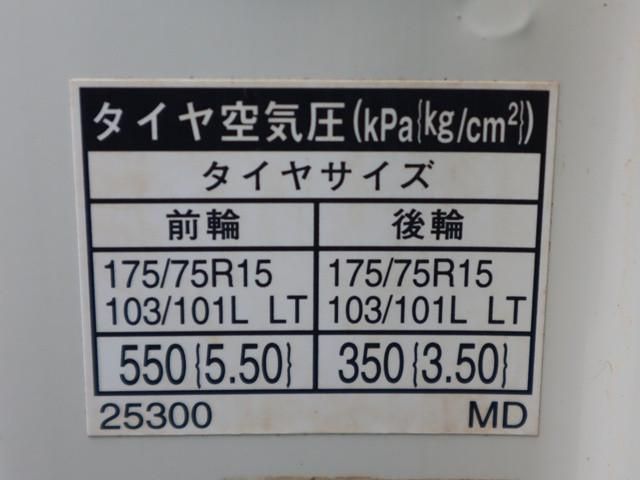 タイヤ空気圧(kPa{kg/cm²})
タイヤサイズ
前輪 後輪
175/75R15 175/75R15
103/101L LT 103/101L LT
550{5.50} 350{3.50}
25300 MD